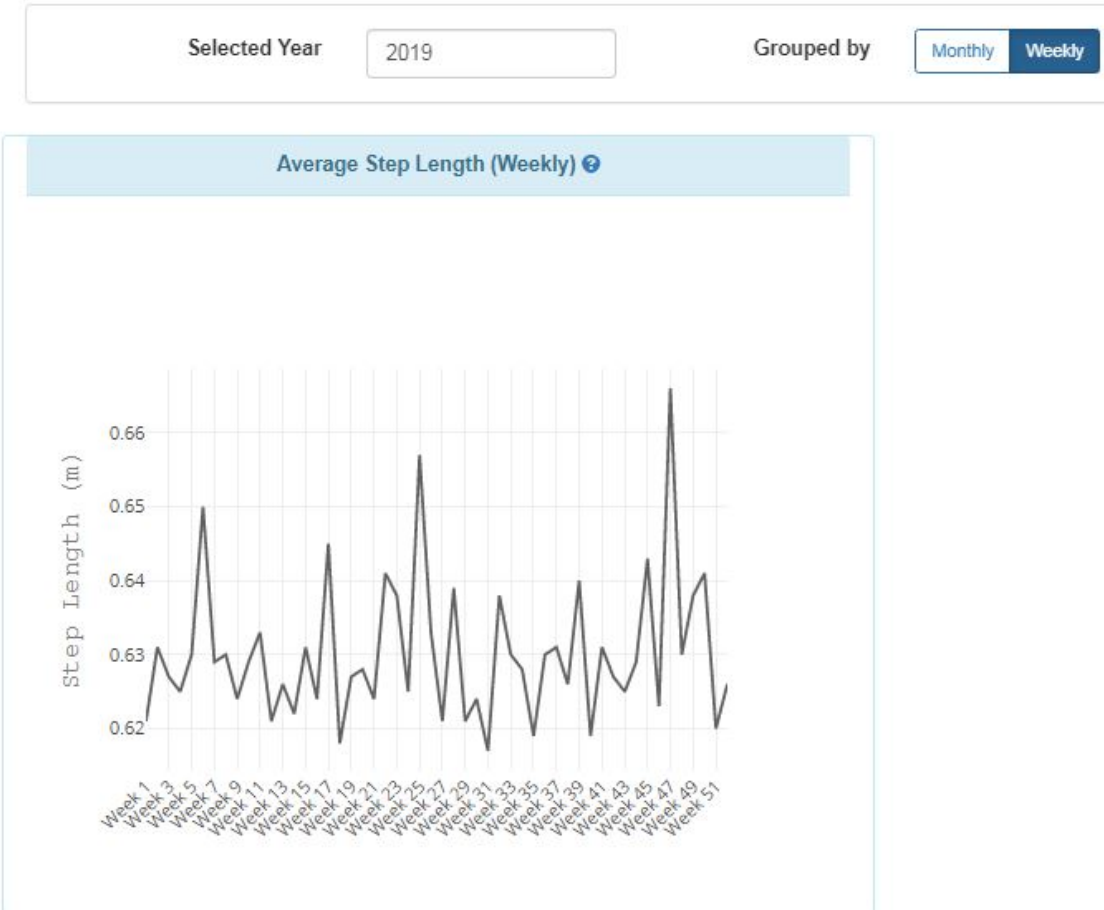 Selected Year 2019 Grouped by Monthly Weekly
Average Step Length (Weekly) ?
0.66
0.65
0.64
0.63
0.62
Step Length (m)
Week 1 Week 3 Week 5 Week 7 Week 9 Week 11 Week 13 Week 15 Week 17 Week 19 Week 21 Week 23 Week 25 Week 27 Week 29 Week 31 Week 33 Week 35 Week 37 Week 39 Week 41 Week 43 Week 45 Week 47 Week 49 Week 51